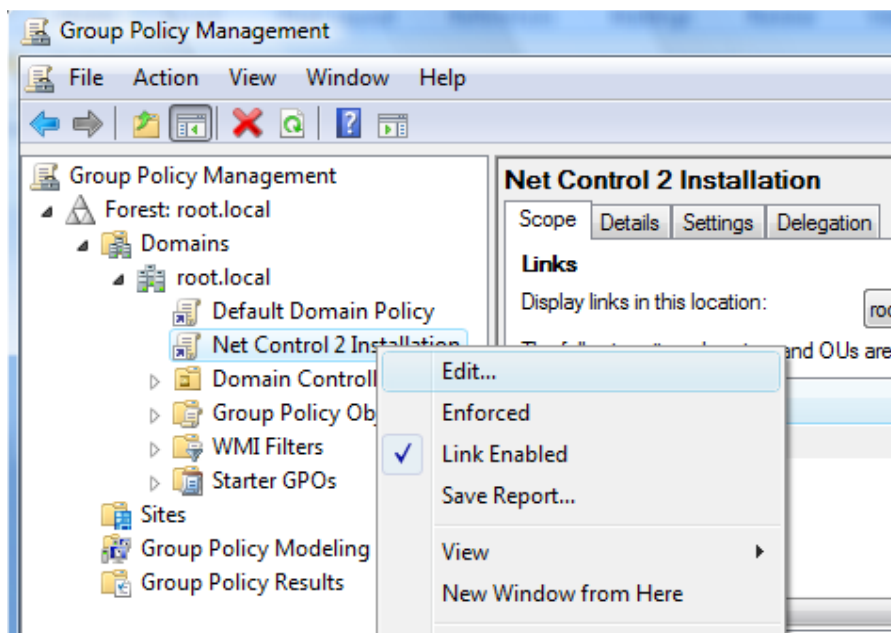 Group Policy Management
File Action View Window Help
Group Policy Management
Forest: root.local
Domains
root.local
Default Domain Policy
Net Control 2 Installation
Domain Controll
Group Policy Ob
WMI Filters
Starter GPOs
Sites
Group Policy Modeling
Group Policy Results
Net Control 2 Installation
Scope Details Settings Delegation
Links
Display links in this location:
and OUs are
Edit...
Enforced
Link Enabled
Save Report...
View
New Window from Here